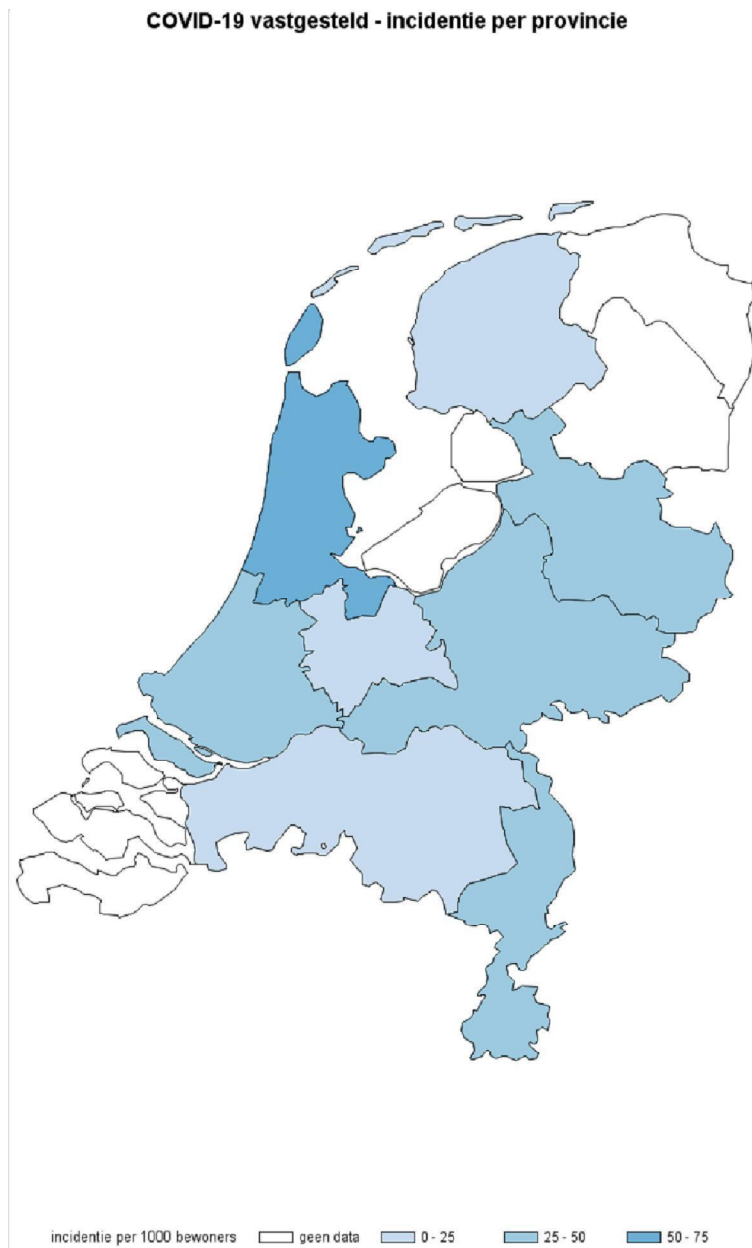 COVID-19 vastgesteld - incidentie per provincie
incidentie per 1000 bewoners geen data 0 - 25 25 - 50 50 - 75